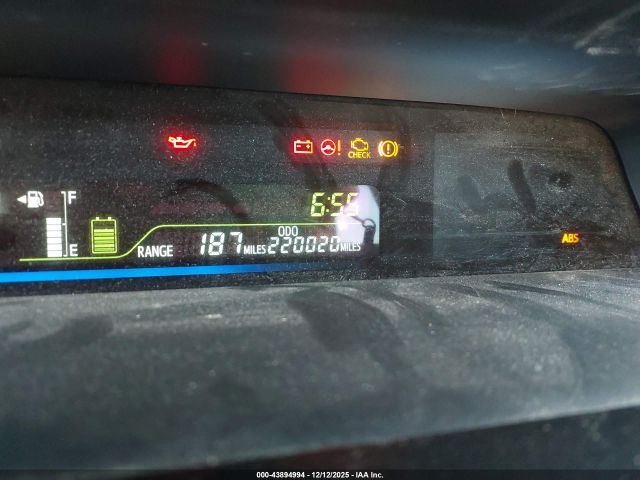 CHECK
F
6:55
ABS
ODO
E RANGE 187 MILES 220020 MILES
000-43894994 | 12/12/2025 | IAA Inc.